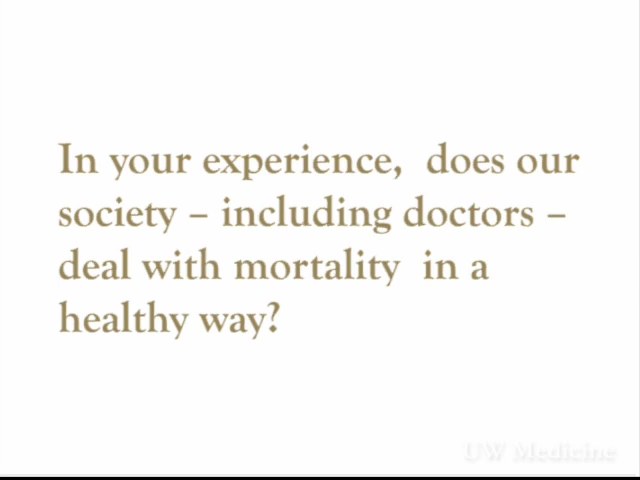 In your experience,  does our
society – including doctors –
deal with mortality  in a
healthy way?
UW Medicine